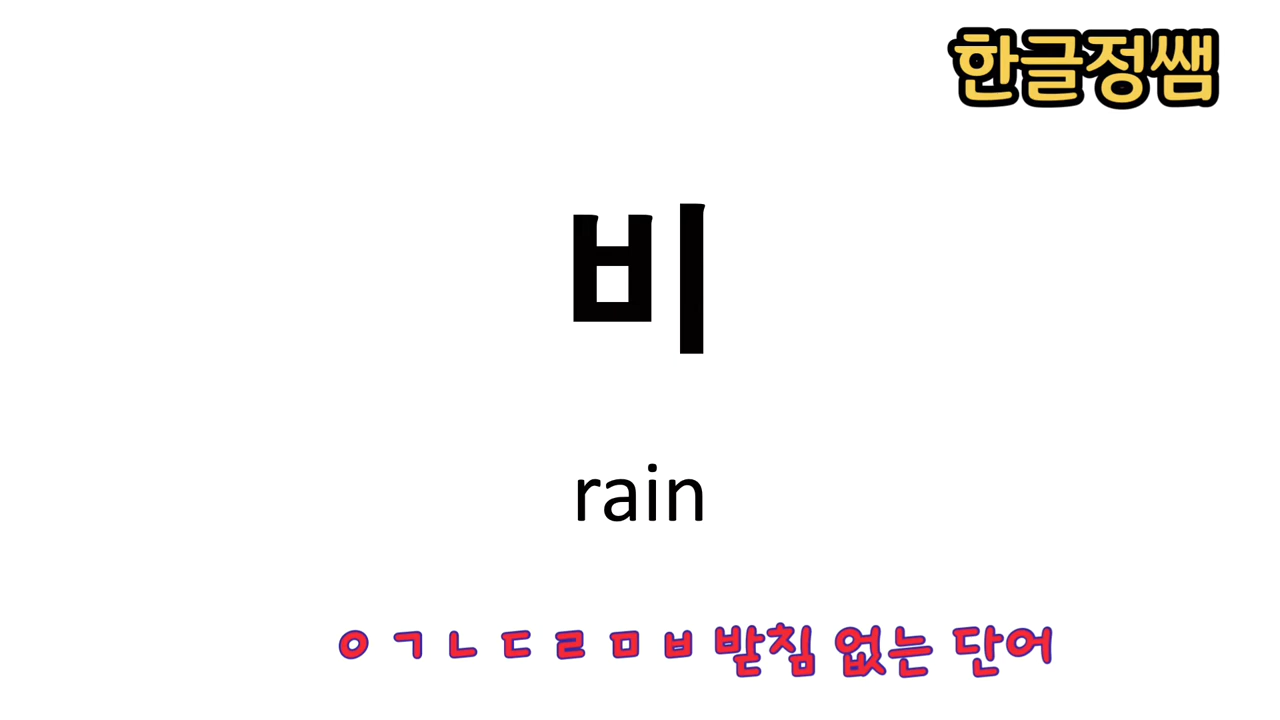 한글정쌤
비
rain
ㅇ ㄱ ㄴ ㄷ ㄹ ㅁ ㅂ 받침 없는 단어